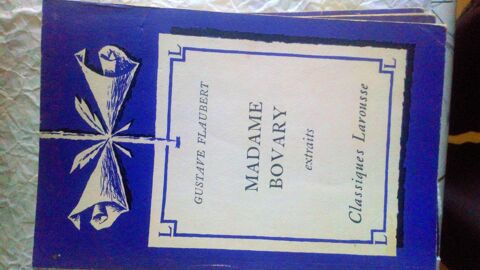 GUSTAVE FLAUBERT
MADAME
BOVARY
extraits
Classiques Larousse
L L
L L